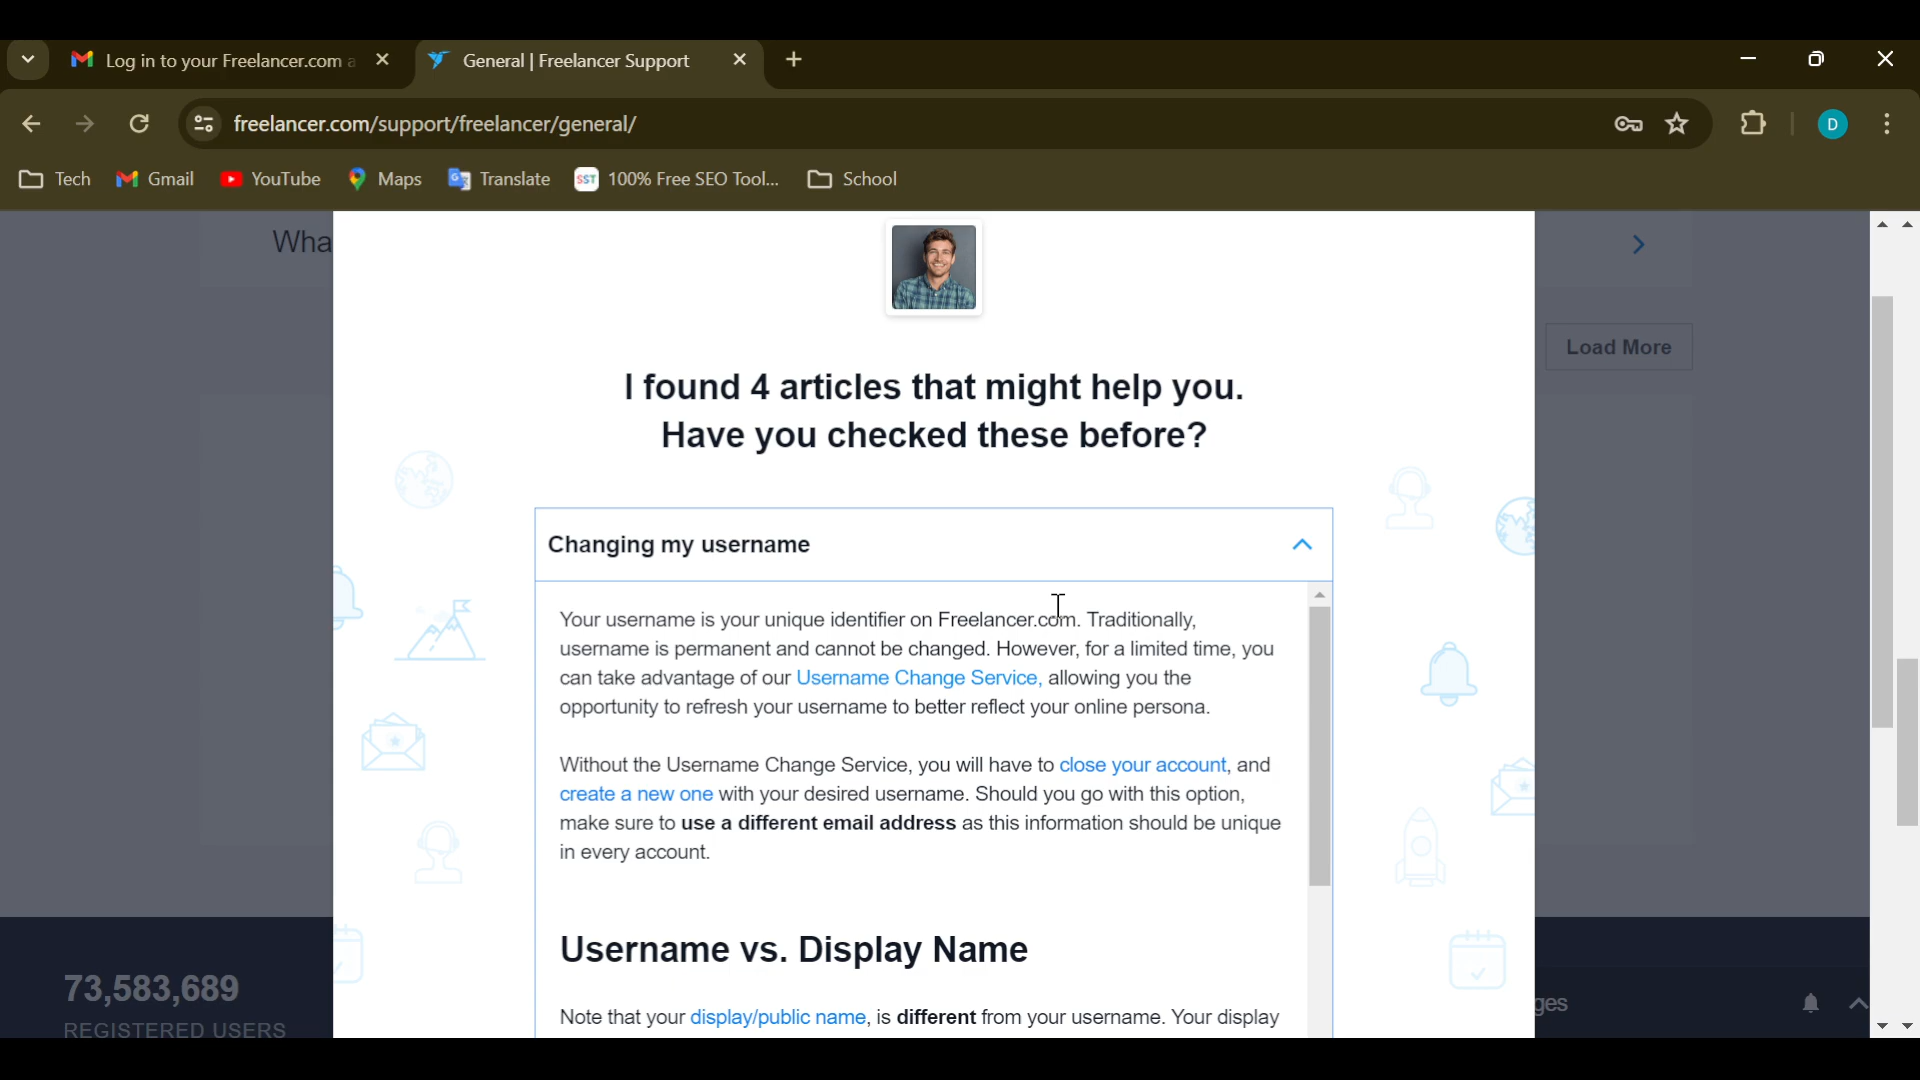 Log in to your Freelancer.com a
General | Freelancer Support
freelancer.com/support/freelancer/general/
D
Tech
Gmail
YouTube
Maps
Translate
SST
100% Free SEO Tool...
School
Wha
Load More
I found 4 articles that might help you.
Have you checked these before?
Changing my username
Your username is your unique identifier on Freelancer.com. Traditionally,
username is permanent and cannot be changed. However, for a limited time, you
can take advantage of our Username Change Service, allowing you the
opportunity to refresh your username to better reflect your online persona.
Without the Username Change Service, you will have to close your account, and
create a new one with your desired username. Should you go with this option,
make sure to use a different email address as this information should be unique
in every account.
Username vs. Display Name
Note that your display/public name, is different from your username. Your display
73,583,689
REGISTERED USERS
ges